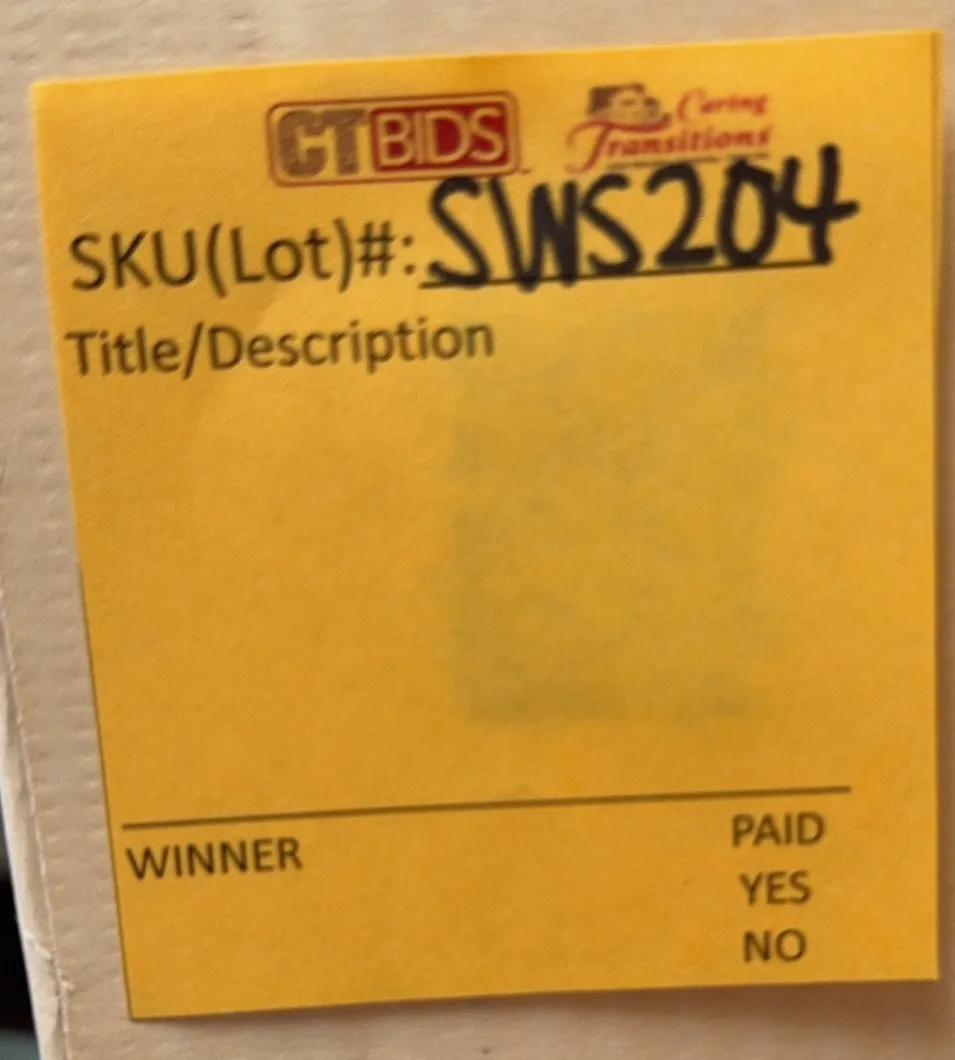 CTBIDS
Caring
Transitions
SKU(Lot)#: SWS204
Title/Description
WINNER
PAID
YES
NO